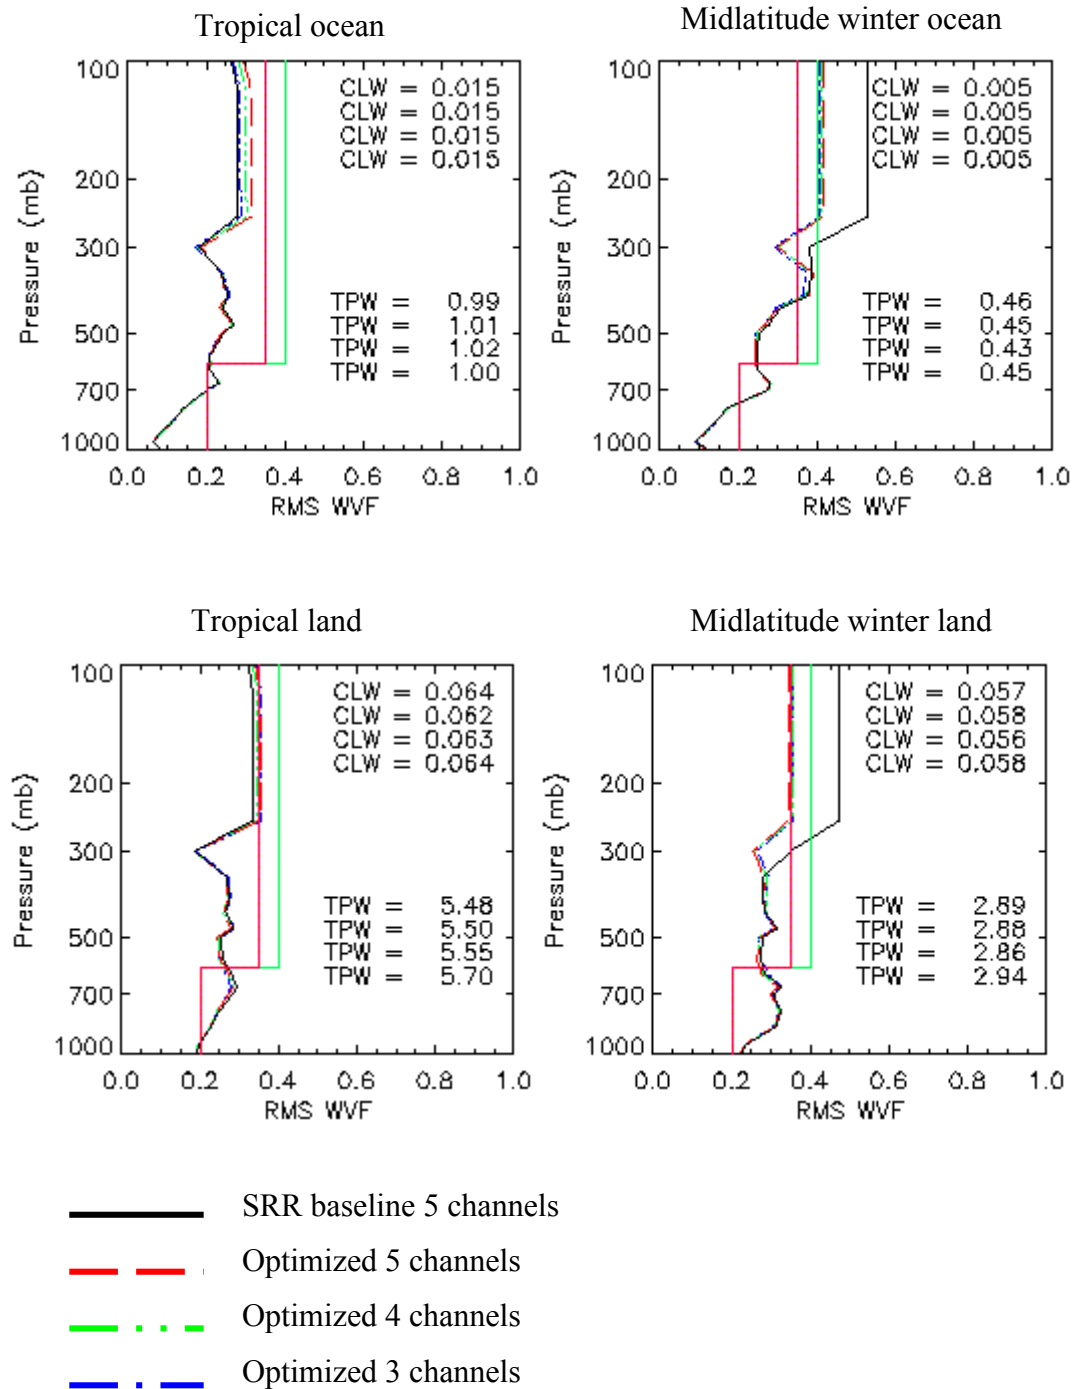 Tropical ocean
100
200
300
500
700
1000
Pressure (mb)
CLW = 0.015
CLW = 0.015
CLW = 0.015
CLW = 0.015
TPW = 0.99
TPW = 1.01
TPW = 1.02
TPW = 1.00
0.0 0.2 0.4 0.6 0.8 1.0
RMS WVF
Midlatitude winter ocean
100
200
300
500
700
1000
Pressure (mb)
CLW = 0.005
CLW = 0.005
CLW = 0.005
CLW = 0.005
TPW = 0.46
TPW = 0.45
TPW = 0.43
TPW = 0.45
0.0 0.2 0.4 0.6 0.8 1.0
RMS WVF
Tropical land
100
200
300
500
700
1000
Pressure (mb)
CLW = 0.064
CLW = 0.062
CLW = 0.063
CLW = 0.064
TPW = 5.48
TPW = 5.50
TPW = 5.55
TPW = 5.70
0.0 0.2 0.4 0.6 0.8 1.0
RMS WVF
Midlatitude winter land
100
200
300
500
700
1000
Pressure (mb)
CLW = 0.057
CLW = 0.058
CLW = 0.056
CLW = 0.058
TPW = 2.89
TPW = 2.88
TPW = 2.86
TPW = 2.94
0.0 0.2 0.4 0.6 0.8 1.0
RMS WVF
SRR baseline 5 channels
Optimized 5 channels
Optimized 4 channels
Optimized 3 channels